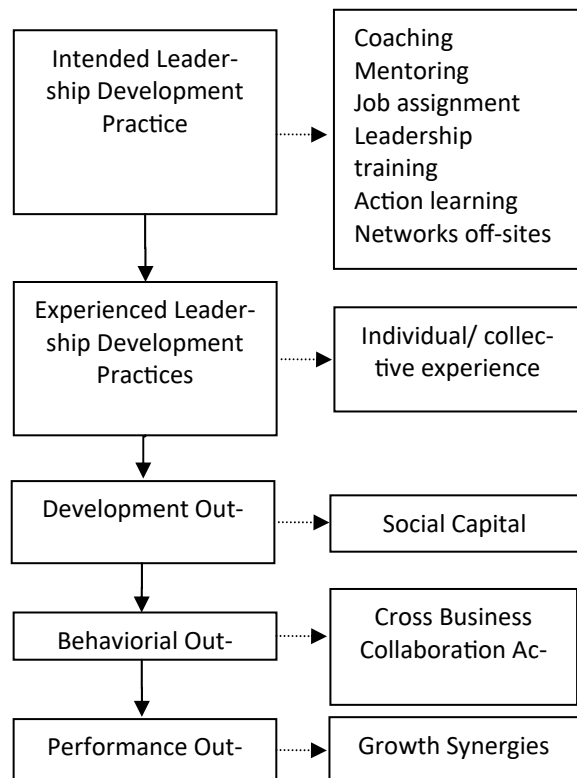 Intended Leader-
ship Development
Practice
Coaching
Mentoring
Job assignment
Leadership
training
Action learning
Networks off-sites
Experienced Leader-
ship Development
Practices
Individual/ collec-
tive experience
Development Out-
Social Capital
Behaviorial Out-
Cross Business
Collaboration Ac-
Performance Out-
Growth Synergies